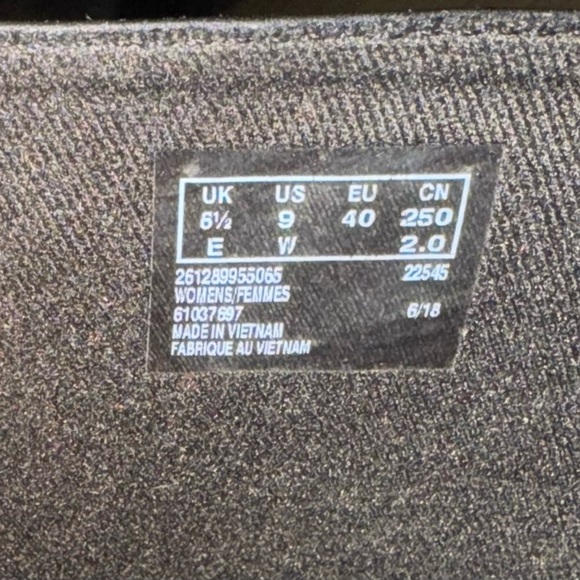 UK US EU CN
6½ 9 40 250
E W 2.0
261289955065 22545
WOMENS/FEMMES
61037697 6/18
MADE IN VIETNAM
FABRIQUE AU VIETNAM